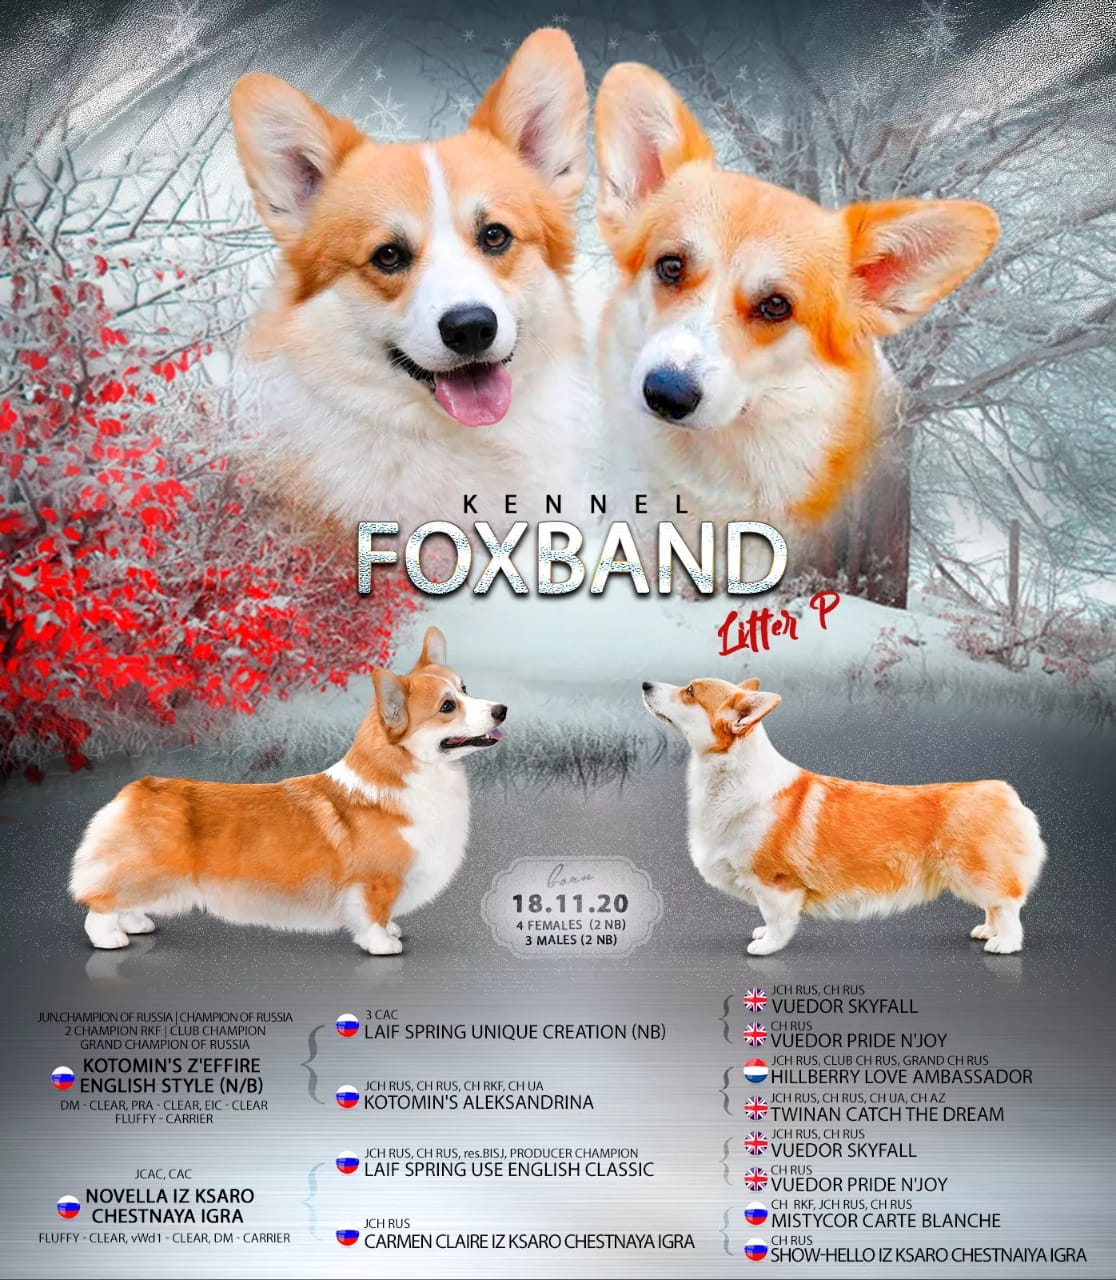 KENNEL
FOXBAND
Litter P
born
18.11.20
4 FEMALES (2 NB)
3 MALES (2 NB)
JUN.CHAMPION OF RUSSIA | CHAMPION OF RUSSIA
2 CHAMPION RKF | CLUB CHAMPION
GRAND CHAMPION OF RUSSIA
KOTOMIN'S Z'EFFIRE
ENGLISH STYLE (N/B)
DM - CLEAR, PRA - CLEAR, EIC - CLEAR
FLUFFY - CARRIER
JCAC, CAC
NOVELLA IZ KSARO
CHESTNAYA IGRA
FLUFFY - CLEAR, vWd1 - CLEAR, DM - CARRIER
3 CAC
LAIF SPRING UNIQUE CREATION (NB)
JCH RUS, CH RUS, CH RKF, CH UA
KOTOMIN'S ALEKSANDRINA
JCH RUS, CH RUS, res.BISJ, PRODUCER CHAMPION
LAIF SPRING USE ENGLISH CLASSIC
JCH RUS
CARMEN CLAIRE IZ KSARO CHESTNAYA IGRA
JCH RUS, CH RUS
VUEDOR SKYFALL
CH RUS
VUEDOR PRIDE N'JOY
JCH RUS, CLUB CH RUS, GRAND CH RUS
HILLBERRY LOVE AMBASSADOR
JCH RUS, CH RUS, CH UA, CH AZ
TWINAN CATCH THE DREAM
JCH RUS, CH RUS
VUEDOR SKYFALL
CH RUS
VUEDOR PRIDE N'JOY
CH RKF, JCH RUS, CH RUS
MISTYCOR CARTE BLANCHE
CH RUS
SHOW-HELLO IZ KSARO CHESTNAIYA IGRA